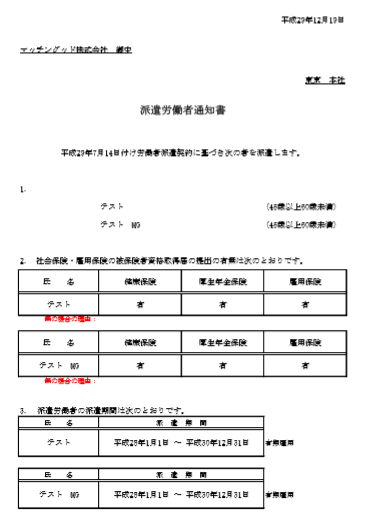 平成29年12月19日
マッチングッド株式会社 御中
東京 本社
派遣労働者通知書
平成29年7月14日付け労働者派遣契約に基づき次の者を派遣します。
1.
テスト (45歳以上60歳未満)
テスト NG (45歳以上60歳未満)
2. 社会保険・雇用保険の被保険者資格取得届の提出の有無は次のとおりです。
氏 名 健康保険 厚生年金保険 雇用保険
テスト 有 有 有
無の場合の理由：
氏 名 健康保険 厚生年金保険 雇用保険
テスト NG 有 有 有
無の場合の理由：
3. 派遣労働者の派遣期間は次のとおりです。
氏 名 派 遣 期 間
テスト 平成28年1月1日 ～ 平成30年12月31日 有期雇用
氏 名 派 遣 期 間
テスト NG 平成28年1月1日 ～ 平成30年12月31日 有期雇用